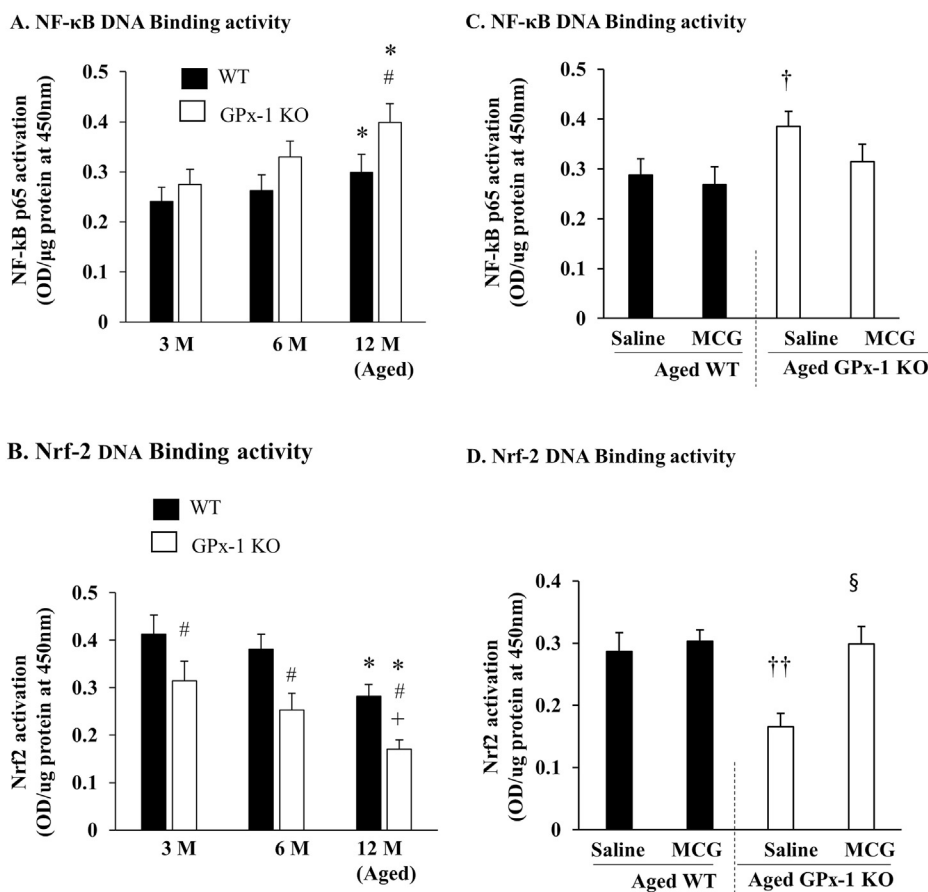 A. NF-κB DNA Binding activity
NF-kB p65 activation
(OD/µg protein at 450nm)
0.5
0.4
0.3
0.2
0.1
0
WT
GPx-1 KO
*
*
#
3 M
6 M
12 M
(Aged)
C. NF-κB DNA Binding activity
NF-kB p65 activation
(OD/ug protein at 450nm)
0.5
0.4
0.3
0.2
0.1
0
†
Saline
MCG
Saline
MCG
Aged WT
Aged GPx-1 KO
B. Nrf-2 DNA Binding activity
WT
GPx-1 KO
Nrf2 activation
(OD/ug protein at 450nm)
0.5
0.4
0.3
0.2
0.1
0
#
#
*
*
#
+
3 M
6 M
12 M
(Aged)
D. Nrf-2 DNA Binding activity
Nrf2 activation
(OD/ug protein at 450nm)
0.4
0.3
0.2
0.1
0
††
§
Saline
MCG
Saline
MCG
Aged WT
Aged GPx-1 KO